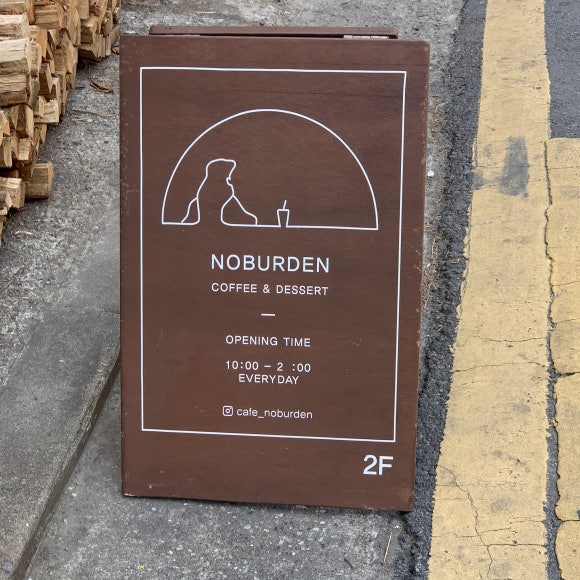 NOBURDEN
COFFEE & DESSERT
OPENING TIME
10:00 – 2 :00
EVERYDAY
cafe_noburden
2F